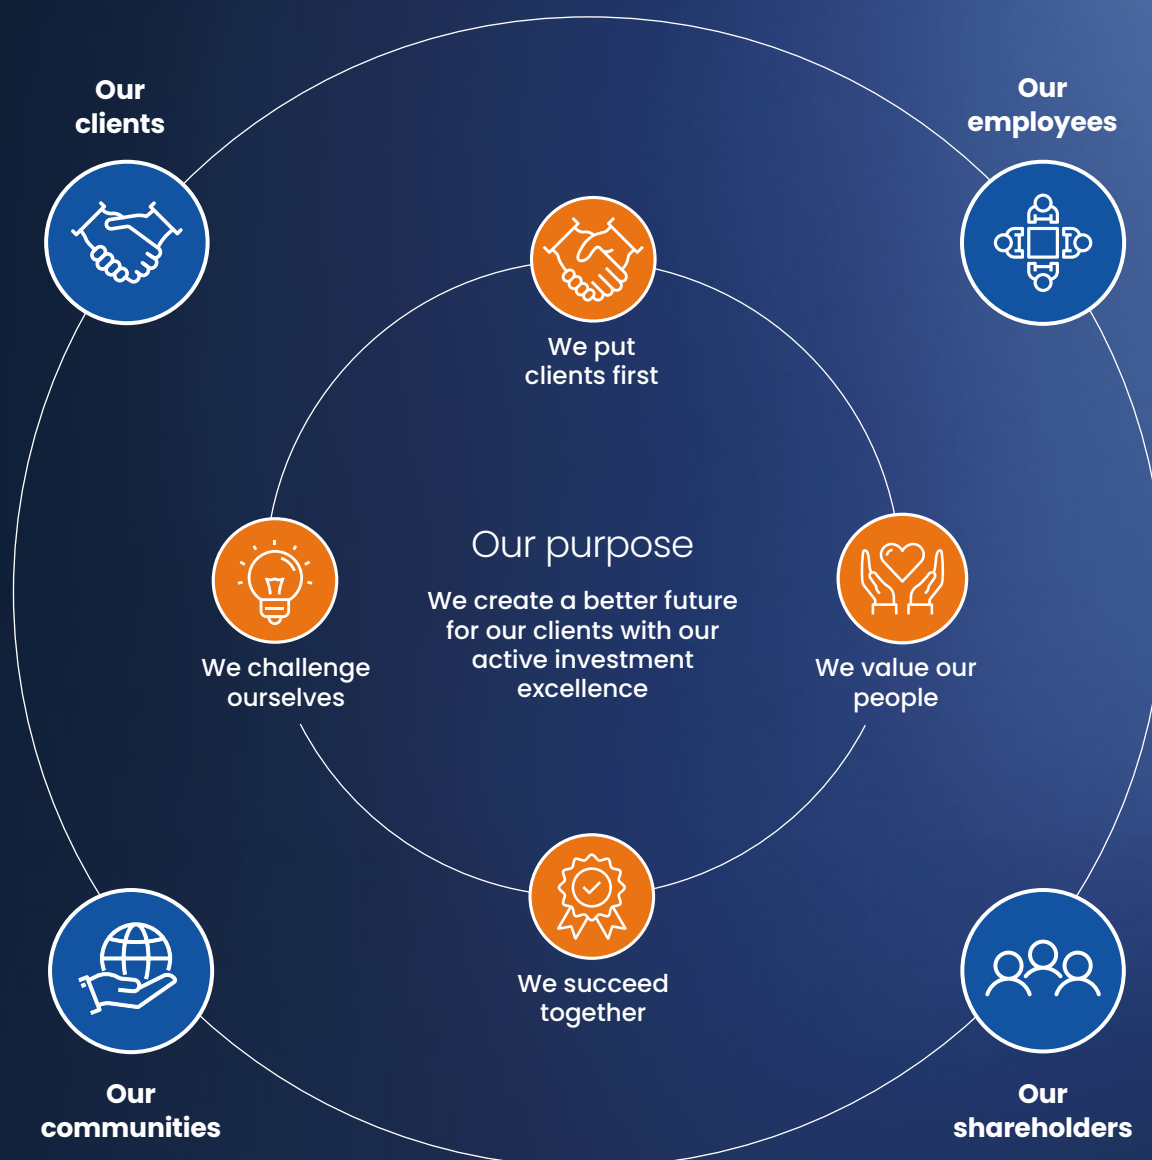 Our
clients
Our
employees
We put
clients first
Our purpose
We create a better future
for our clients with our
active investment
excellence
We challenge
ourselves
We value our
people
We succeed
together
Our
communities
Our
shareholders